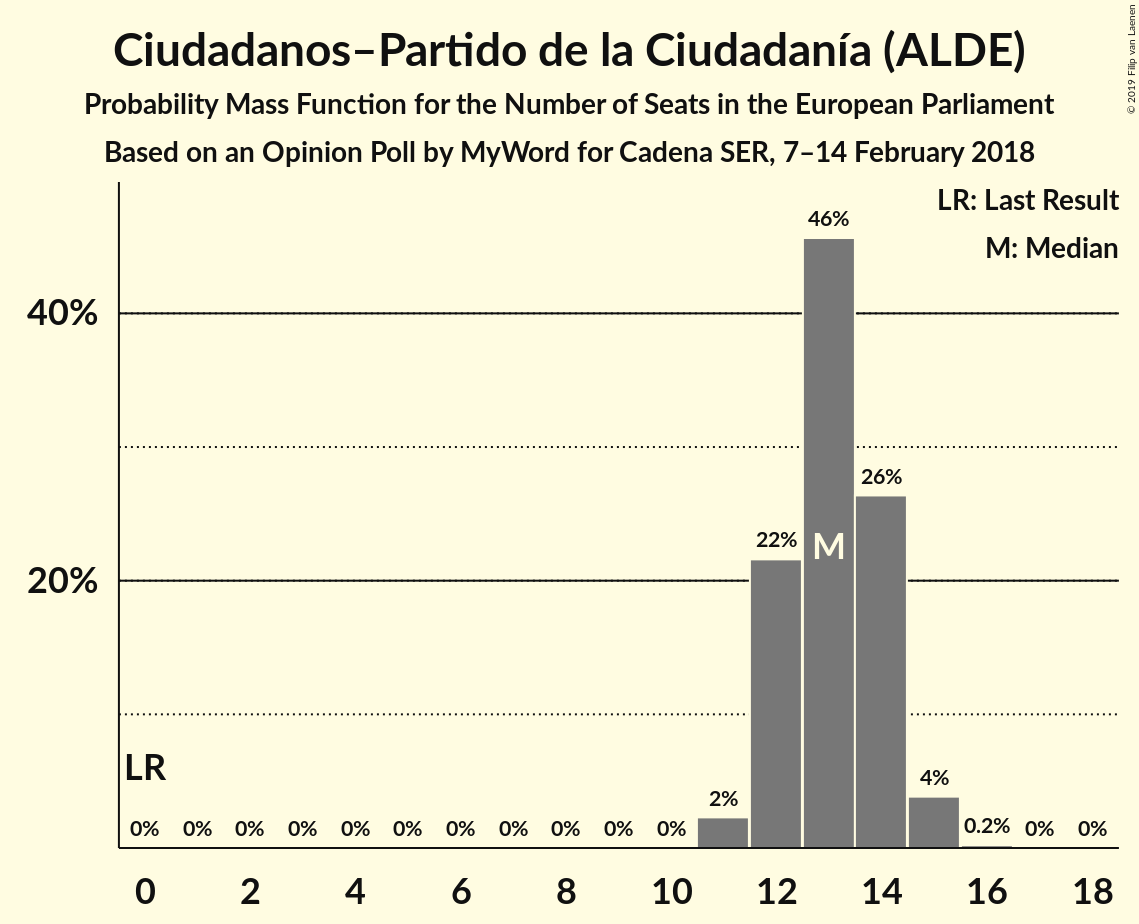 Ciudadanos–Partido de la Ciudadanía (ALDE)
Probability Mass Function for the Number of Seats in the European Parliament
Based on an Opinion Poll by MyWord for Cadena SER, 7–14 February 2018
© 2019 Filip van Laenen
LR: Last Result
M: Median
46%
40%
26%
22%
M
20%
LR
4%
2%
0% 0% 0% 0% 0% 0% 0% 0% 0% 0% 0% 0.2% 0% 0%
0 2 4 6 8 10 12 14 16 18